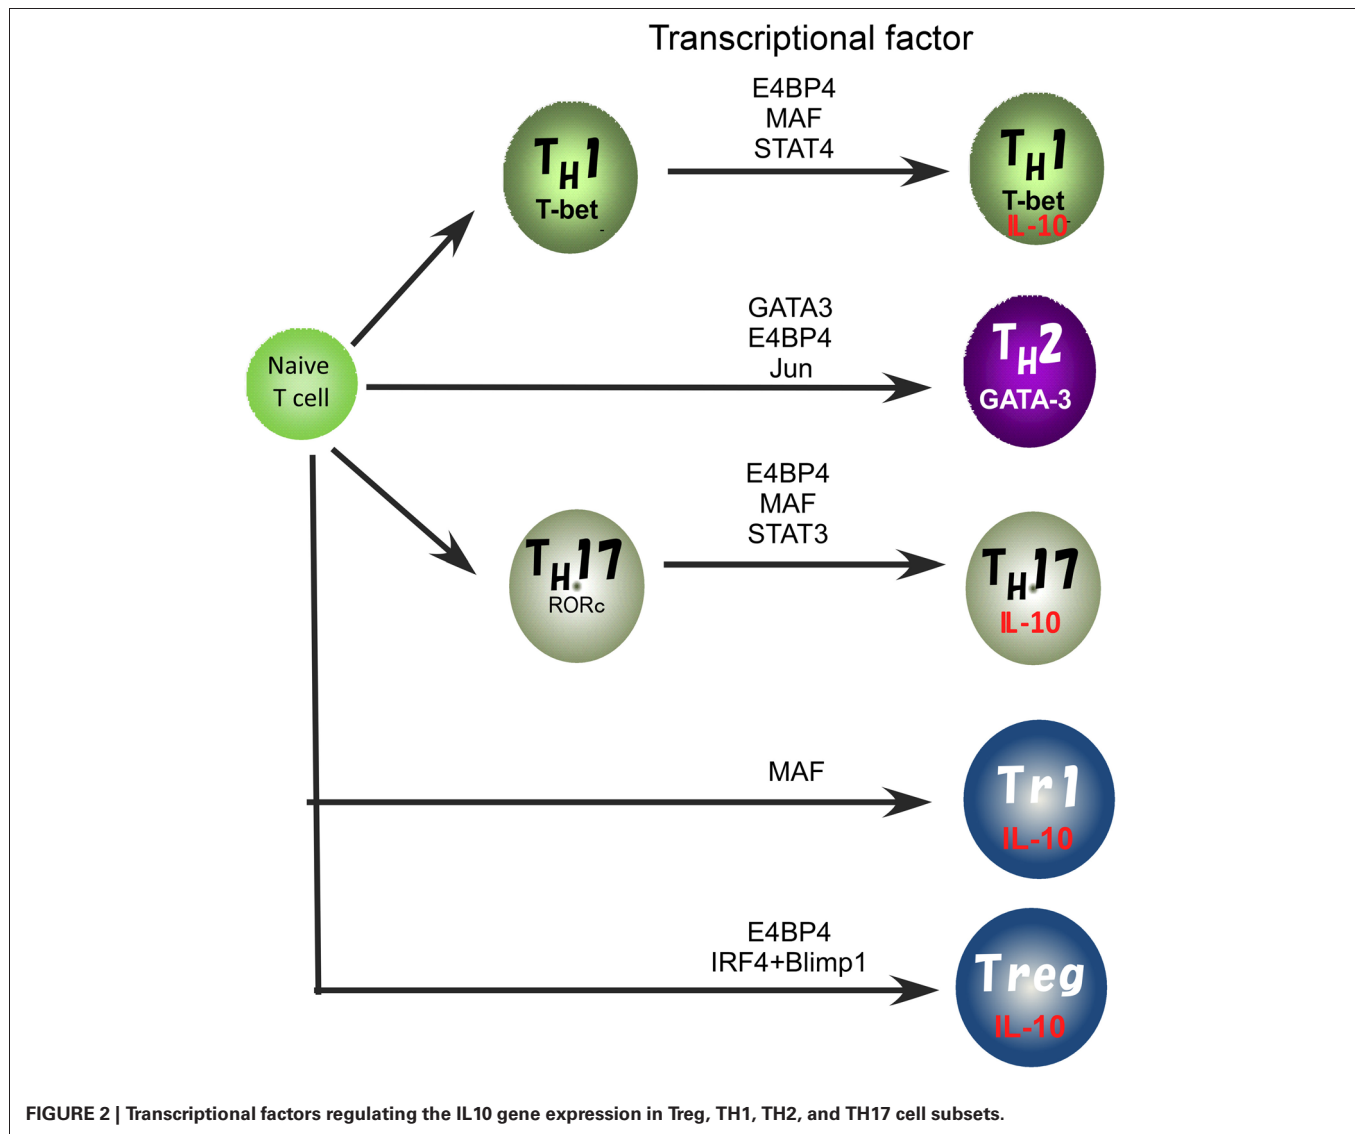 Transcriptional factor
E4BP4
MAF
STAT4
TH1
T-bet
TH1
T-bet
IL-10
Naive
T cell
GATA3
E4BP4
Jun
TH2
GATA-3
E4BP4
MAF
STAT3
TH17
RORc
TH17
IL-10
MAF
Tr1
IL-10
E4BP4
IRF4+Blimp1
Treg
IL-10
FIGURE 2 | Transcriptional factors regulating the IL10 gene expression in Treg, TH1, TH2, and TH17 cell subsets.